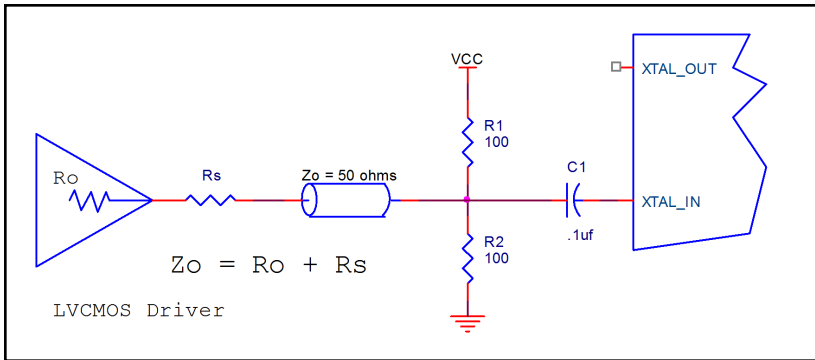 VCC
XTAL_OUT
R1
100
Ro
Rs
Zo = 50 ohms
C1
XTAL_IN
.1uf
R2
100
Zo = Ro + Rs
LVCMOS Driver